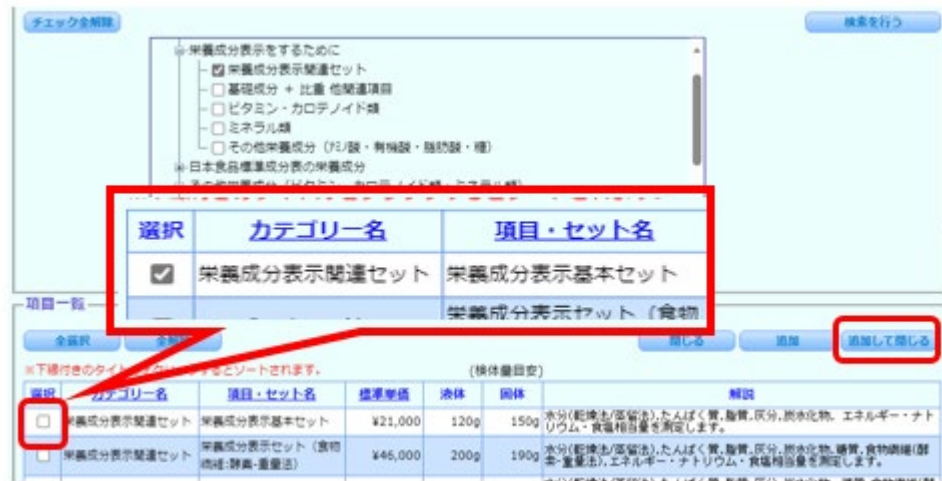 チェック全解除
検索を行う
栄養成分表示をするために
栄養成分表示関連セット
基礎成分 + 比重 他関連項目
ビタミン・カロテノイド類
ミネラル類
その他栄養成分（ｱﾐﾉ酸・有機酸・脂肪酸・糖）
日本食品標準成分表の栄養成分
選択 カテゴリー名 項目・セット名
栄養成分表示関連セット 栄養成分表示基本セット
栄養成分表示セット（食物
項目一覧
全選択 閉じる 追加 追加して閉じる
※下線付きのタイト
するとソートされます。 (検体量目安)
選択 カテゴリー名 項目・セット名 標準単価 液体 固体 解説
栄養成分表示関連セット 栄養成分表示基本セット ¥21,000 120g 150g 水分(乾燥法/蒸留法),たんぱく質,脂質,灰分,炭水化物、エネルギー・ナトリウム・食塩相当量を測定します。
栄養成分表示関連セット 栄養成分表示セット（食物繊維:酵素-重量法） ¥46,000 200g 190g 水分(乾燥法/蒸留法),たんぱく質,脂質,灰分,炭水化物,糖質,食物繊維(酵素-重量法),エネルギー・ナトリウム・食塩相当量を測定します。